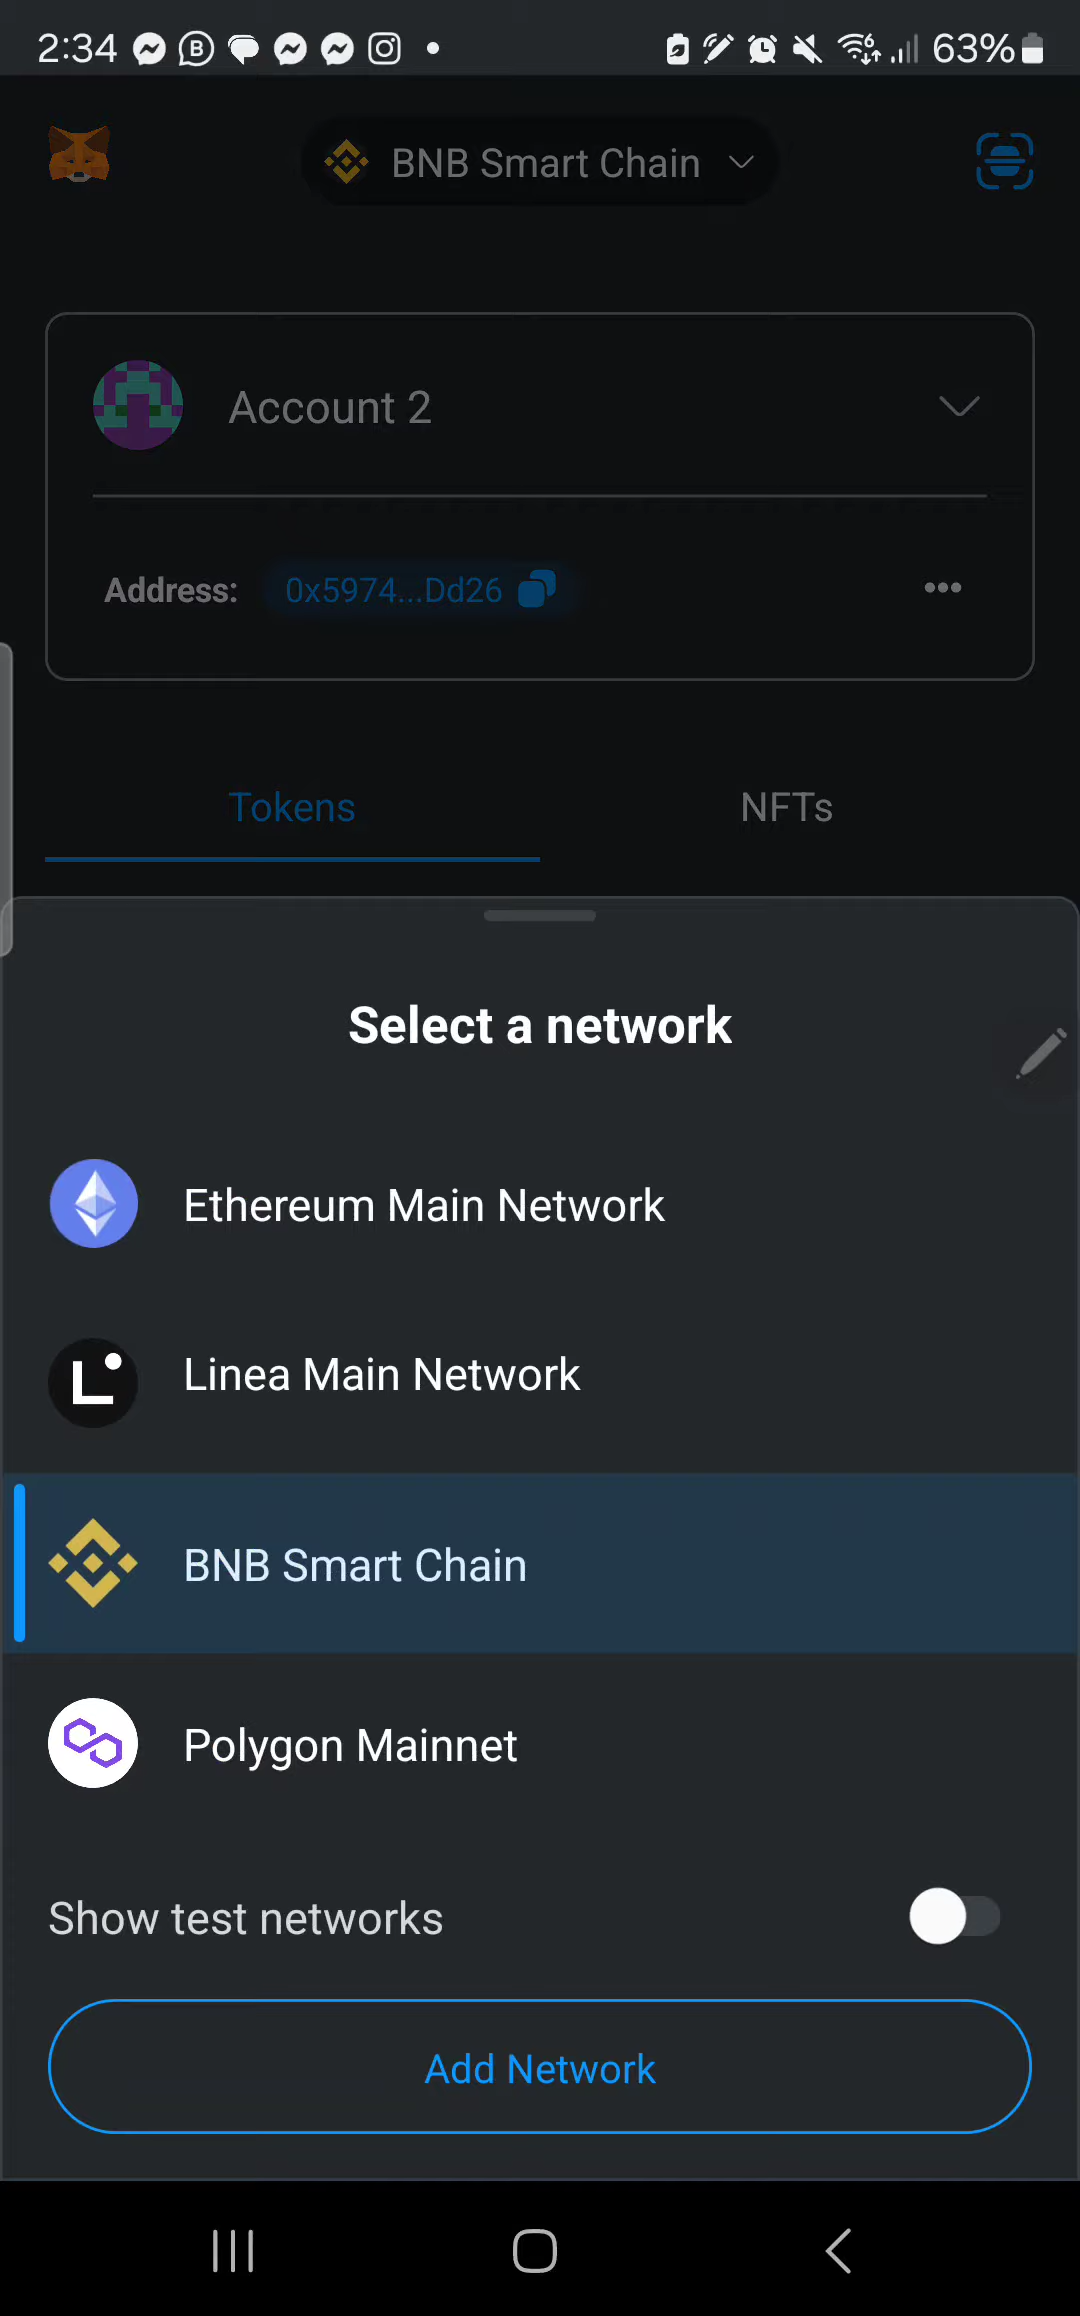 2:34 63%
BNB Smart Chain
Account 2
Address: 0x5974...Dd26
Tokens NFTs
Select a network
Ethereum Main Network
Linea Main Network
BNB Smart Chain
Polygon Mainnet
Show test networks
Add Network